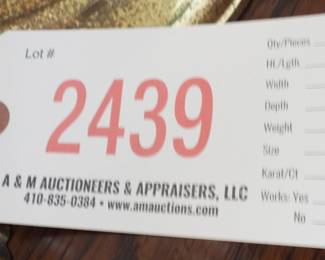 Lot #
2439
A & M AUCTIONEERS & APPRAISERS, LLC
410-835-0384 • www.amauctions.com
Qty/Pieces
Ht./Lgth
Width
Depth
Weight
Size
Karat/Ct
Works: Yes
No